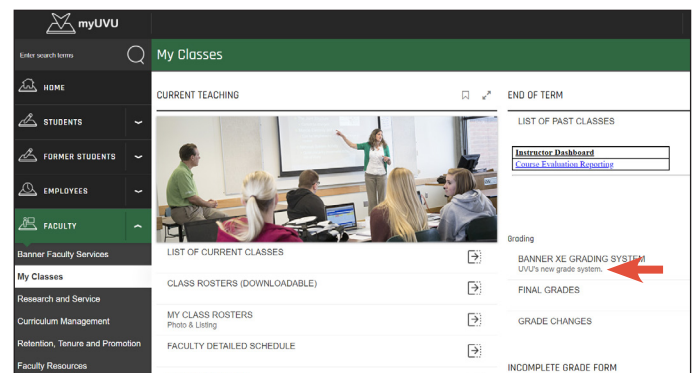 myUVU
Enter search terms
HOME
STUDENTS
FORMER STUDENTS
EMPLOYEES
FACULTY
Banner Faculty Services
My Classes
Research and Service
Curriculum Management
Retention, Tenure and Promotion
Faculty Resources
My Classes
CURRENT TEACHING
LIST OF CURRENT CLASSES
CLASS ROSTERS (DOWNLOADABLE)
MY CLASS ROSTERS
Photo & Listing
FACULTY DETAILED SCHEDULE
END OF TERM
LIST OF PAST CLASSES
Instructor Dashboard
Course Evaluation Reporting
Grading
BANNER XE GRADING SYSTEM
UVU's new grade system.
FINAL GRADES
GRADE CHANGES
INCOMPLETE GRADE FORM